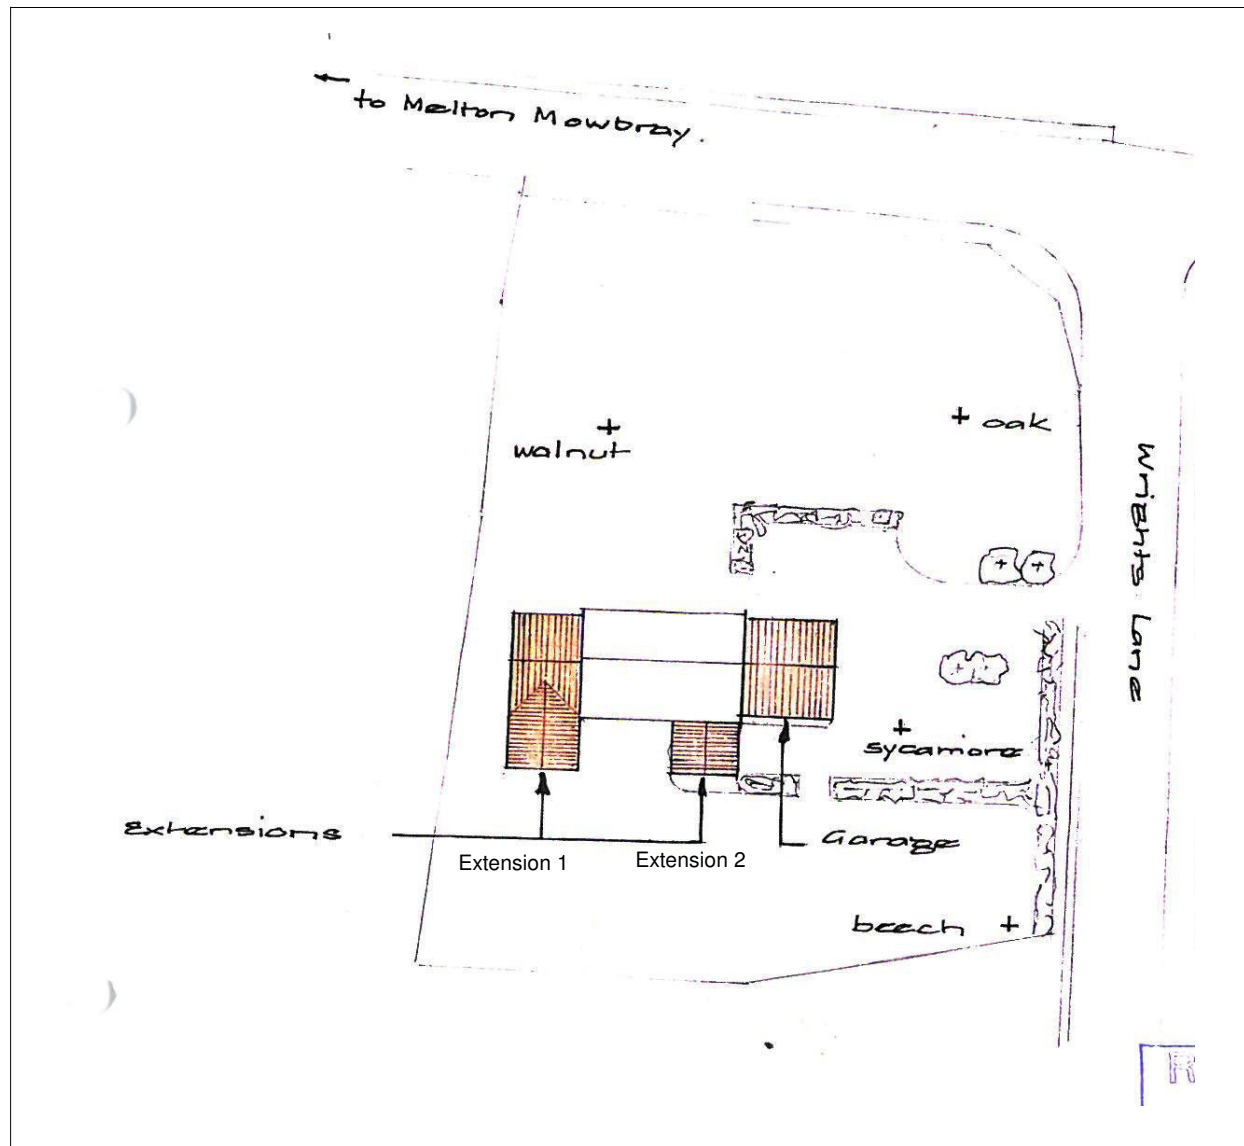 to Melton Mowbray.
walnut
oak
Wrights Lane
sycamore
Extensions
Extension 1
Extension 2
Garage
beech
R